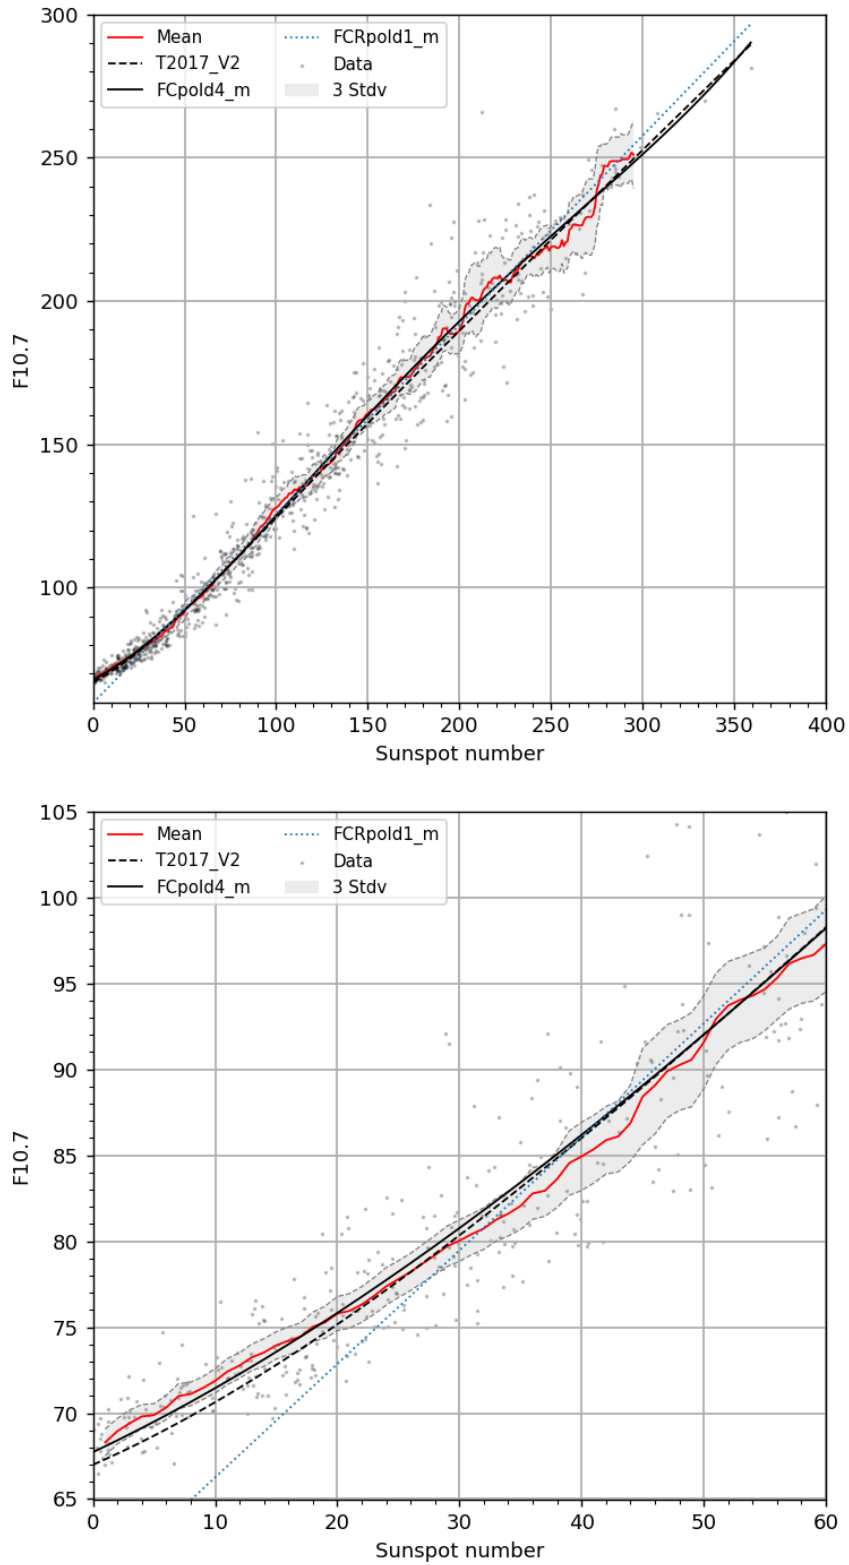 300
250
200
150
100
F10.7
Mean
T2017_V2
FCpold4_m
FCRpold1_m
Data
3 Stdv
0 50 100 150 200 250 300 350 400
Sunspot number
105
100
95
90
85
80
75
70
65
F10.7
Mean
T2017_V2
FCpold4_m
FCRpold1_m
Data
3 Stdv
0 10 20 30 40 50 60
Sunspot number